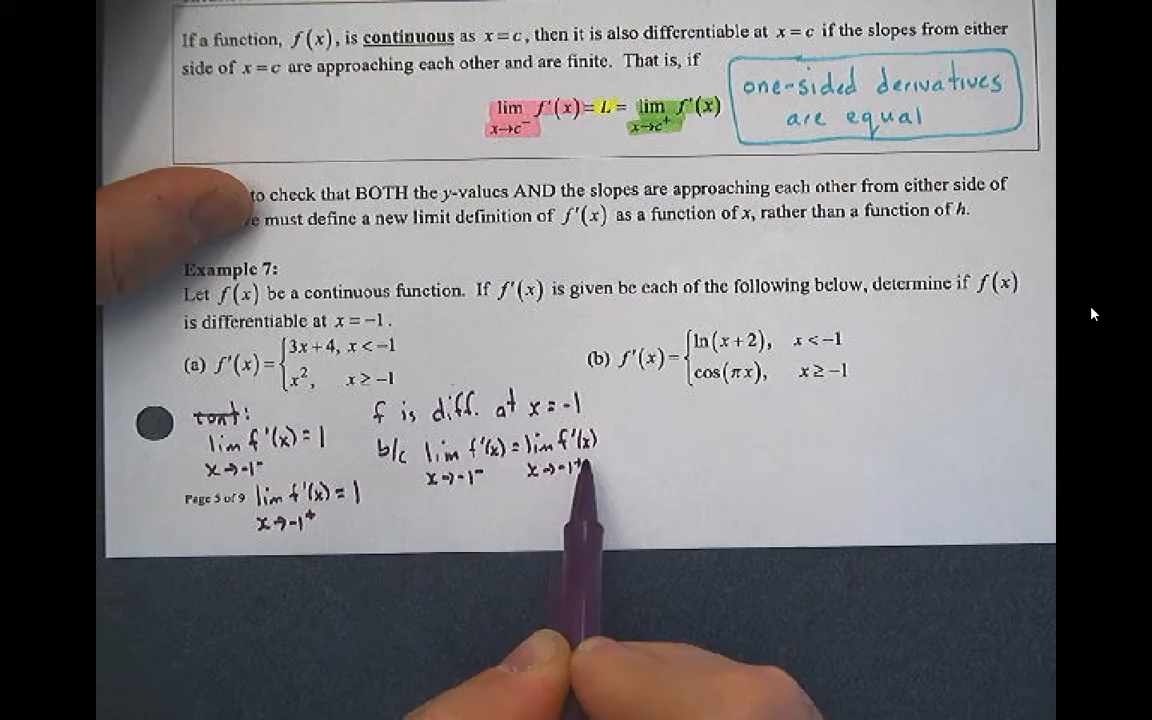 If a function, f(x), is continuous as x = c, then it is also differentiable at x = c if the slopes from either
side of x = c are approaching each other and are finite. That is, if
lim x→c⁻ f'(x) = L = lim x→c⁺ f'(x)
one-sided derivatives
are equal
to check that BOTH the y-values AND the slopes are approaching each other from either side of
must define a new limit definition of f'(x) as a function of x, rather than a function of h.
Example 7:
Let f(x) be a continuous function. If f'(x) is given be each of the following below, determine if f(x)
is differentiable at x = -1.
(a) f'(x) = { 3x + 4, x < -1
x², x ≥ -1
(b) f'(x) = { ln(x + 2), x < -1
cos(πx), x ≥ -1
cont:
lim x→-1⁻ f'(x) = 1
lim x→-1⁺ f'(x) = 1
f is diff. at x = -1
b/c lim x→-1⁻ f'(x) = lim x→-1⁺ f'(x)
Page 5 of 9